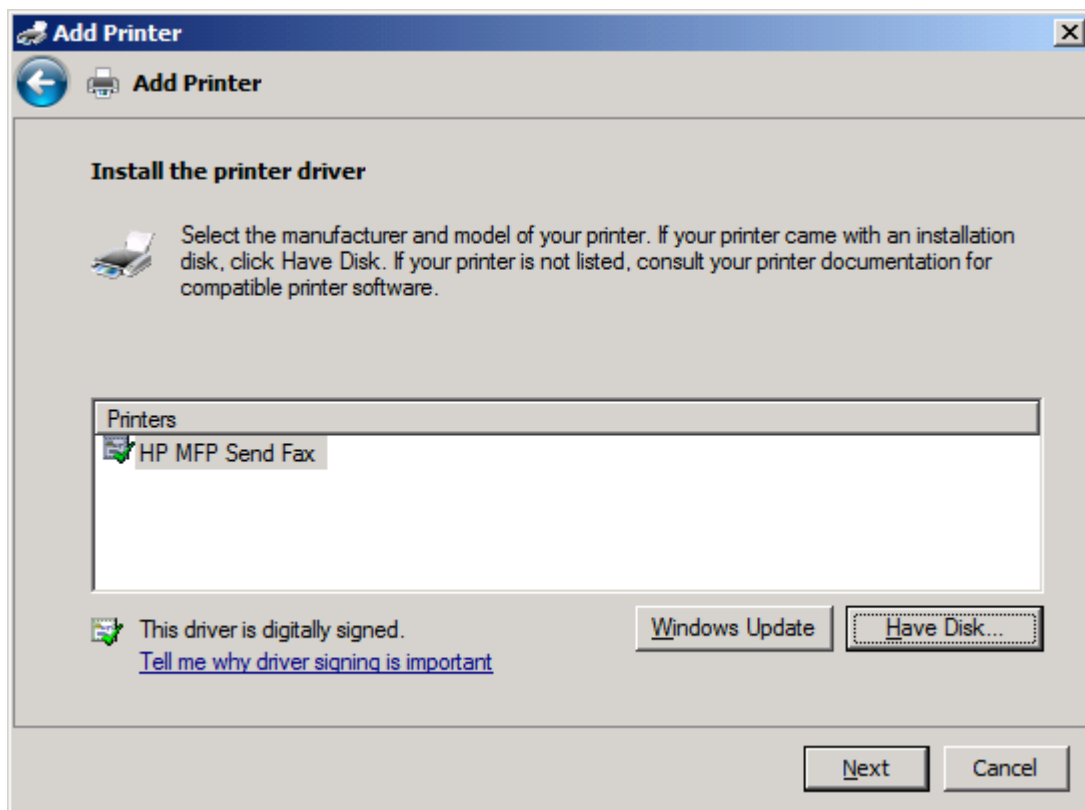 Add Printer
Add Printer
Install the printer driver
Select the manufacturer and model of your printer. If your printer came with an installation
disk, click Have Disk. If your printer is not listed, consult your printer documentation for
compatible printer software.
Printers
HP MFP Send Fax
This driver is digitally signed.
Windows Update
Have Disk...
Tell me why driver signing is important
Next
Cancel